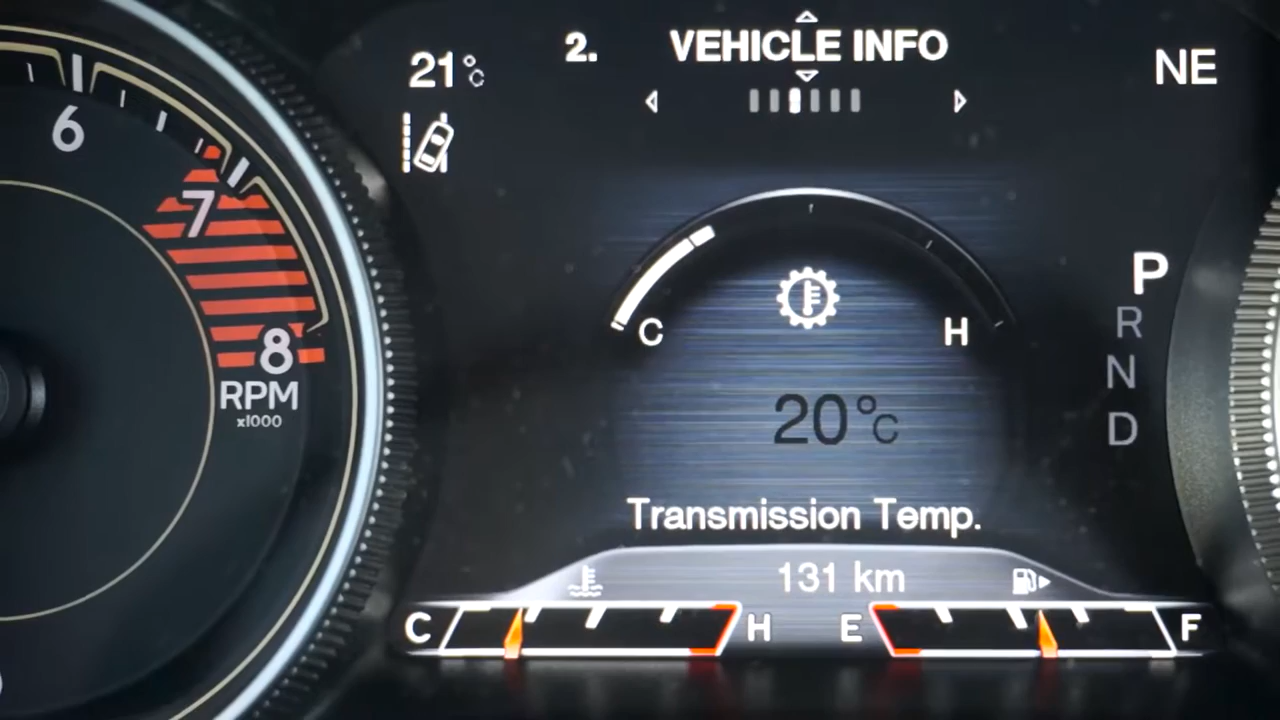 6
7
8
RPM
x1000
21°C
2. VEHICLE INFO
NE
C H
20°C
Transmission Temp.
P
R
N
D
131 km
C H E F